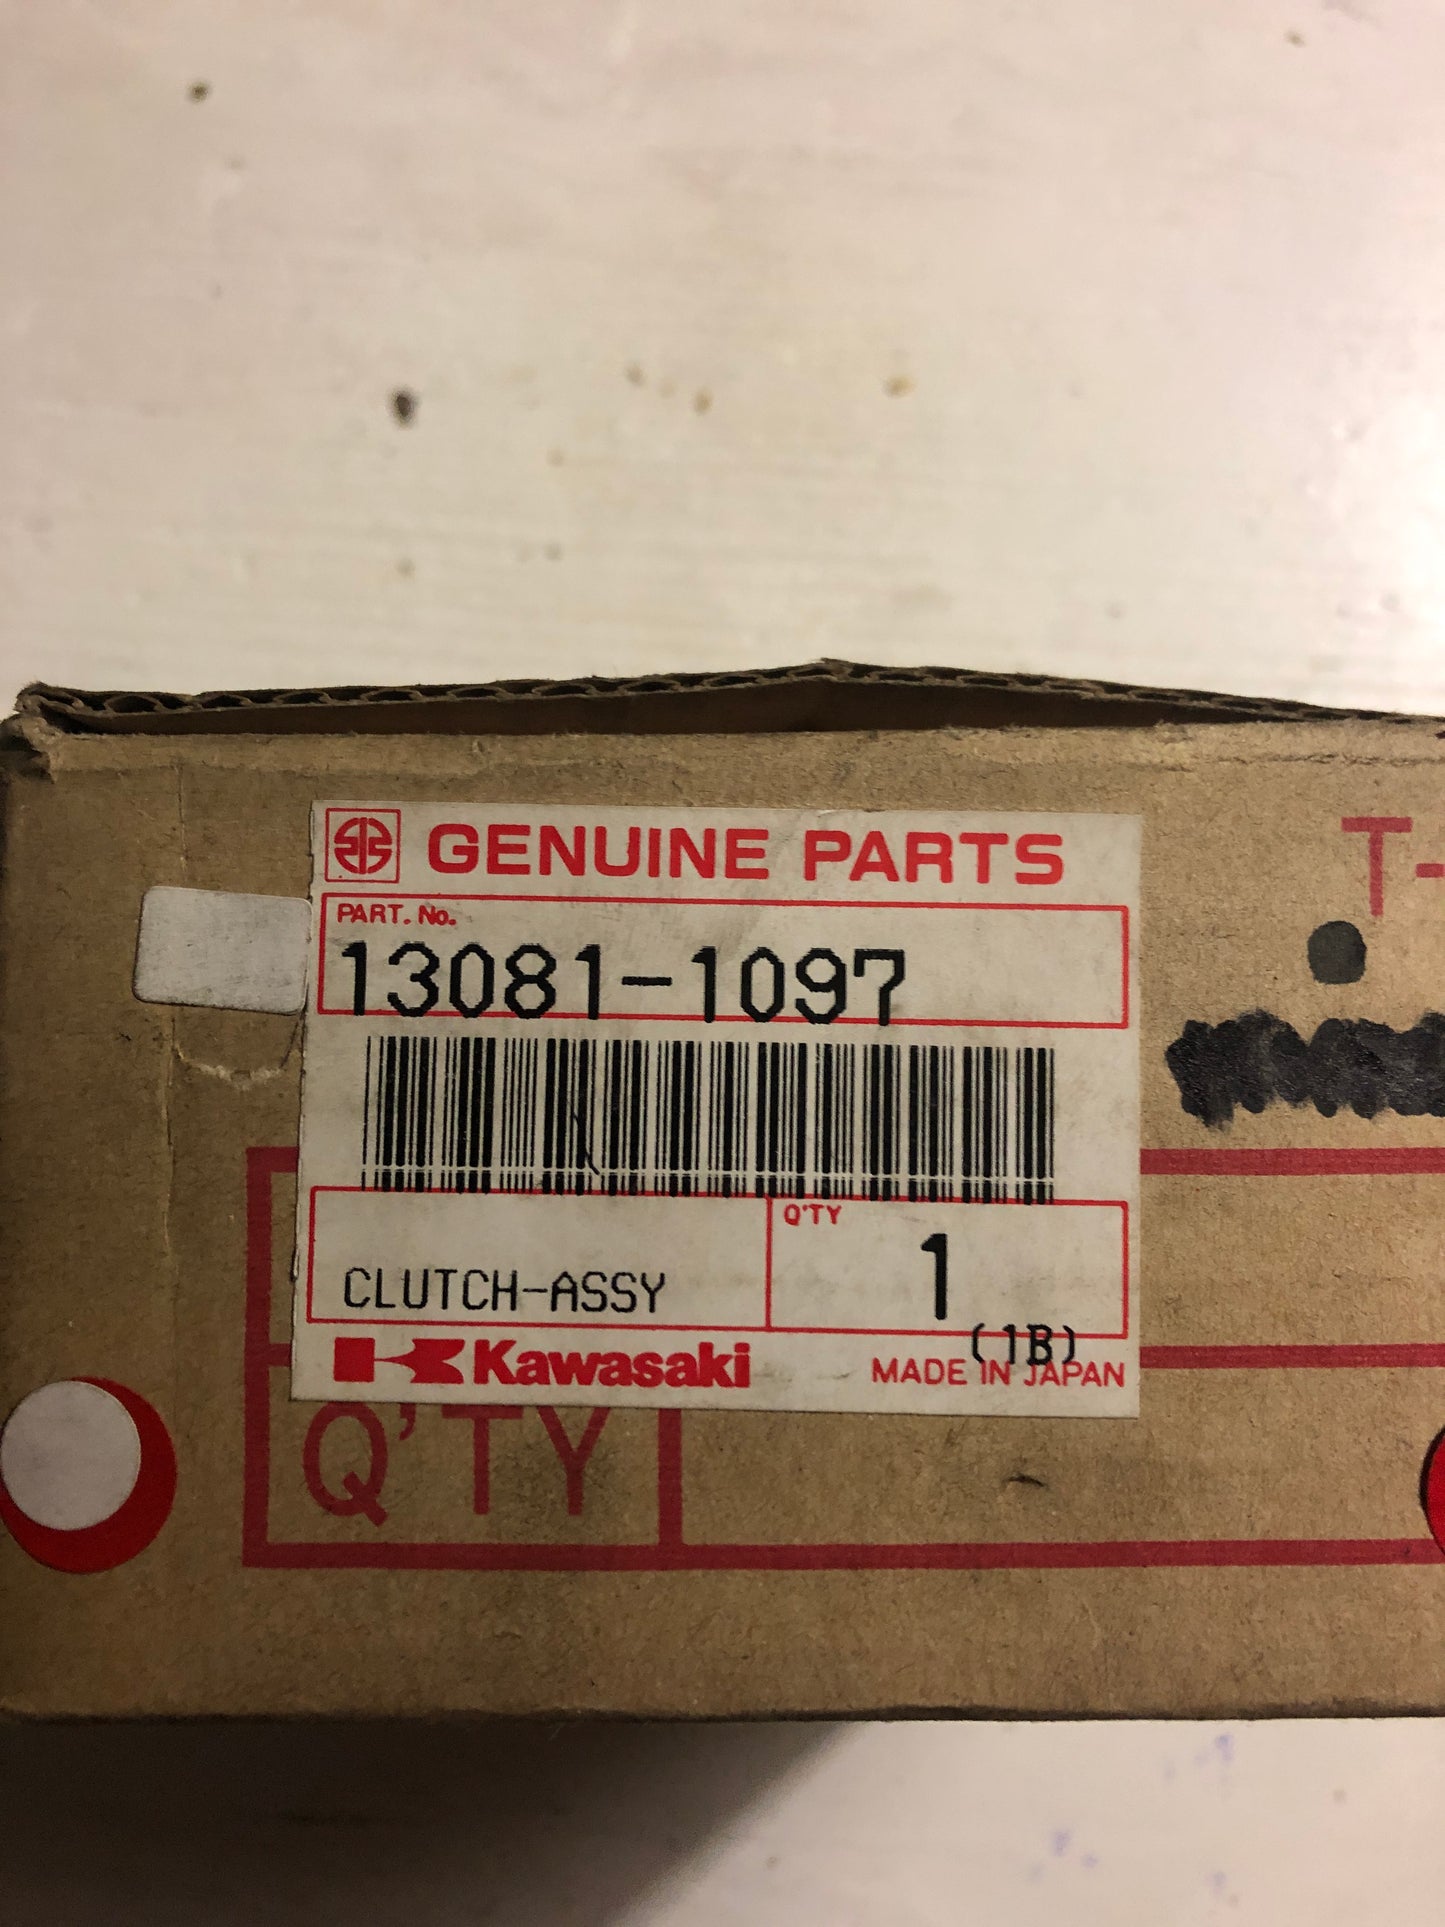 GENUINE PARTS
T-
PART. No.
13081-1097
Q'TY
CLUTCH-ASSY
1
(1B)
Kawasaki
MADE IN JAPAN
Q'TY